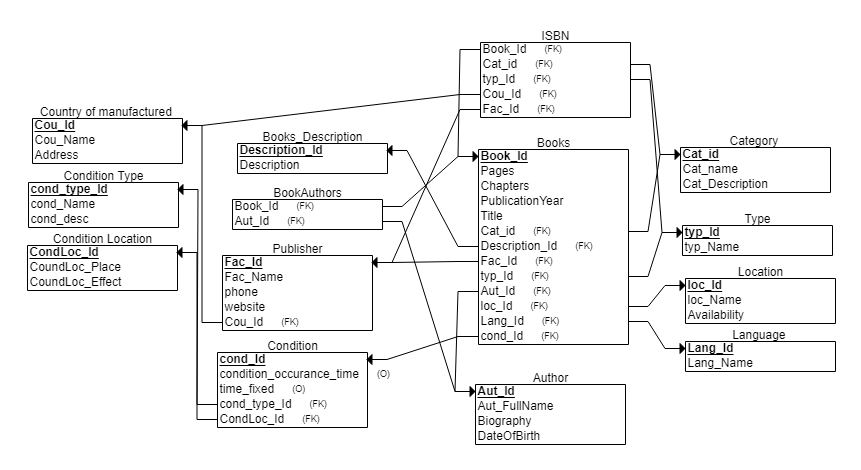 ISBN
Book_Id (FK)
Cat_id (FK)
typ_Id (FK)
Cou_Id (FK)
Fac_Id (FK)
Country of manufactured
Cou_Id
Cou_Name
Address
Books_Description
Description_Id
Description
Books
Book_Id
Pages
Chapters
PublicationYear
Title
Cat_id (FK)
Description_Id (FK)
Fac_Id (FK)
typ_Id (FK)
Aut_Id (FK)
loc_Id (FK)
Lang_Id (FK)
cond_Id (FK)
Category
Cat_id
Cat_name
Cat_Description
Condition Type
cond_type_Id
cond_Name
cond_desc
BookAuthors
Book_Id (FK)
Aut_Id (FK)
Type
typ_Id
typ_Name
Condition Location
CondLoc_Id
CoundLoc_Place
CoundLoc_Effect
Publisher
Fac_Id
Fac_Name
phone
website
Cou_Id (FK)
Location
loc_Id
loc_Name
Availability
Language
Lang_Id
Lang_Name
Condition
cond_Id
condition_occurance_time (O)
time_fixed (O)
cond_type_Id (FK)
CondLoc_Id (FK)
Author
Aut_Id
Aut_FullName
Biography
DateOfBirth